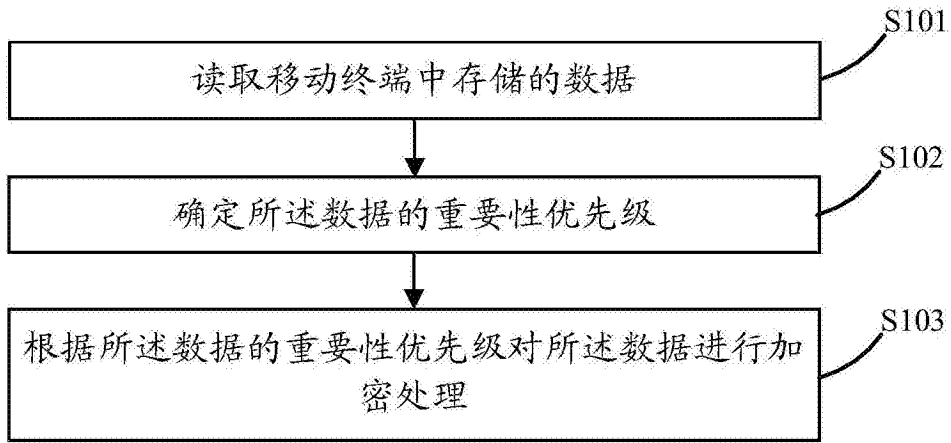 S101
读取移动终端中存储的数据
S102
确定所述数据的重要性优先级
S103
根据所述数据的重要性优先级对所述数据进行加
密处理